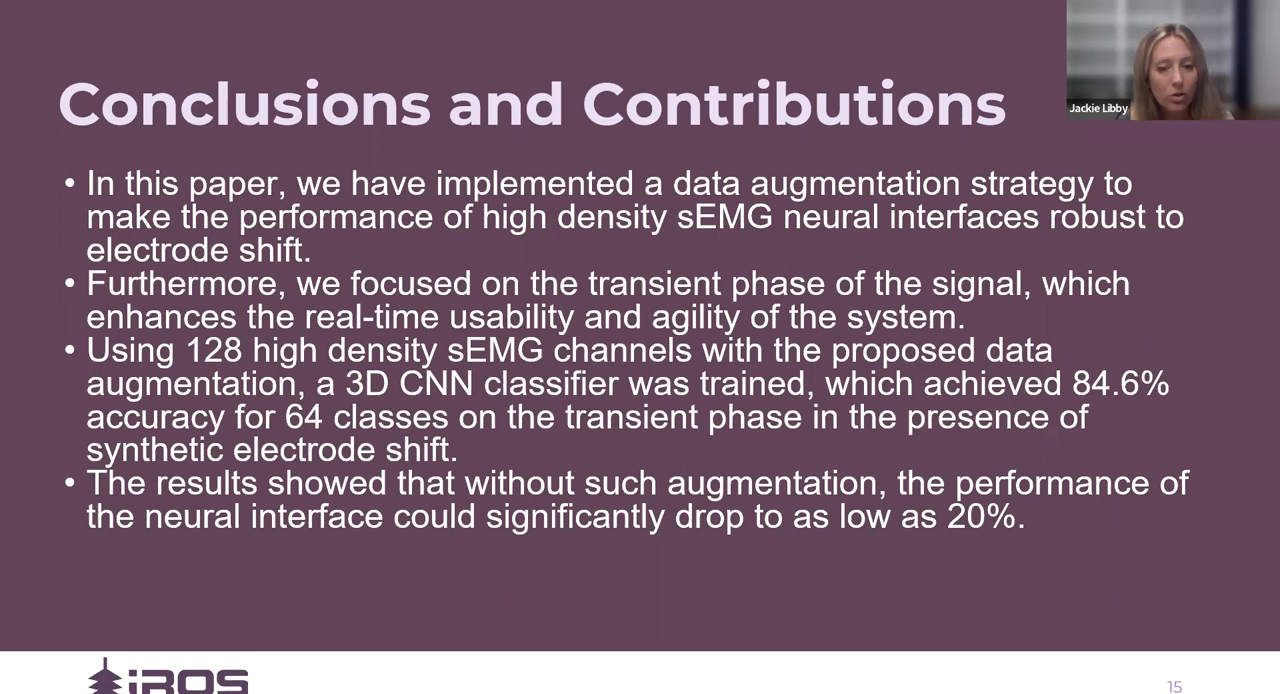 Jackie Libby
Conclusions and Contributions
• In this paper, we have implemented a data augmentation strategy to
make the performance of high density sEMG neural interfaces robust to
electrode shift.
• Furthermore, we focused on the transient phase of the signal, which
enhances the real-time usability and agility of the system.
• Using 128 high density sEMG channels with the proposed data
augmentation, a 3D CNN classifier was trained, which achieved 84.6%
accuracy for 64 classes on the transient phase in the presence of
synthetic electrode shift.
• The results showed that without such augmentation, the performance of
the neural interface could significantly drop to as low as 20%.
iROS
15